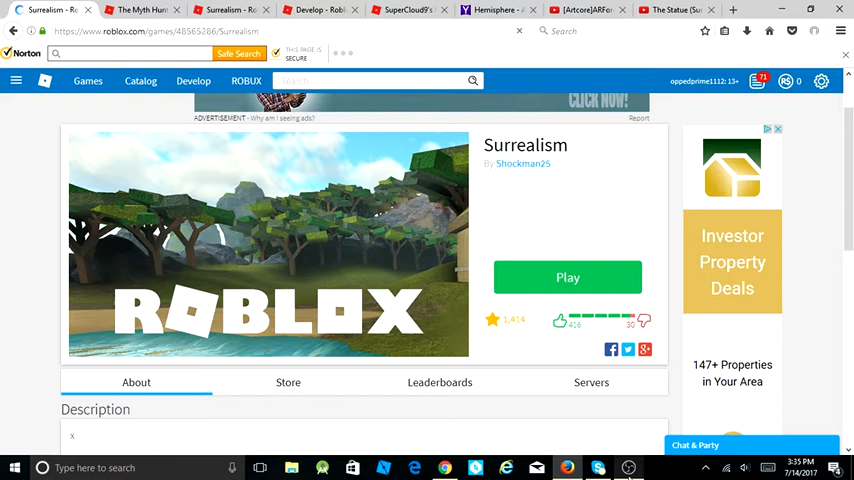 Surrealism - Ro
The Myth Hunt
Surrealism - Rob
Develop - Robl
SuperCloud9's
Hemisphere - A
[Artcore]ARFo
The Statue (Su
https://www.roblox.com/games/48565286/Surrealism
Search
Norton
Safe Search
THIS PAGE IS
SECURE
Games
Catalog
Develop
ROBUX
Search
oppedprime1112: 13+
71
R$ 0
CLICK NOW!
ADVERTISEMENT - Why am I seeing ads?
Report
Surrealism
By Shockman25
ROBLOX
Play
1,414
416
30
Investor
Property
Deals
147+ Properties
in Your Area
About
Store
Leaderboards
Servers
Description
x
Chat & Party
Type here to search
3:35 PM
7/14/2017
4